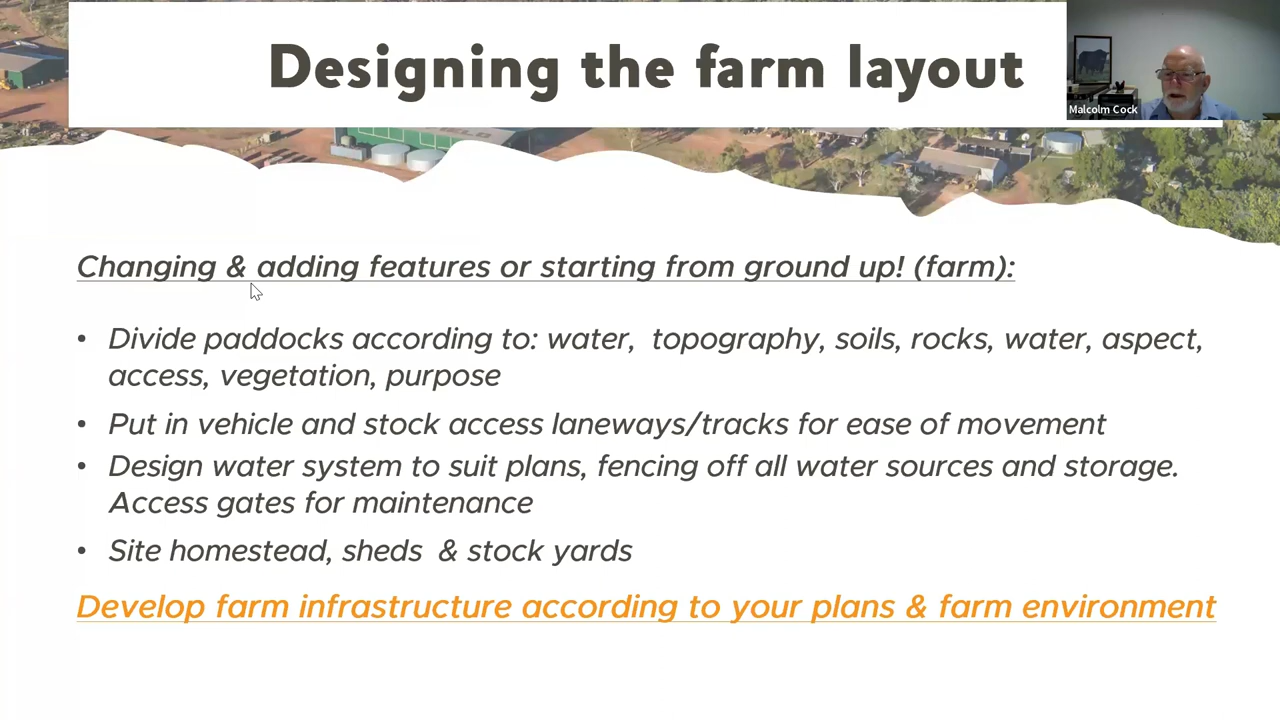 Designing the farm layout
Malcolm Cock
Changing & adding features or starting from ground up! (farm):
• Divide paddocks according to: water, topography, soils, rocks, water, aspect,
access, vegetation, purpose
• Put in vehicle and stock access laneways/tracks for ease of movement
• Design water system to suit plans, fencing off all water sources and storage.
Access gates for maintenance
• Site homestead, sheds & stock yards
Develop farm infrastructure according to your plans & farm environment